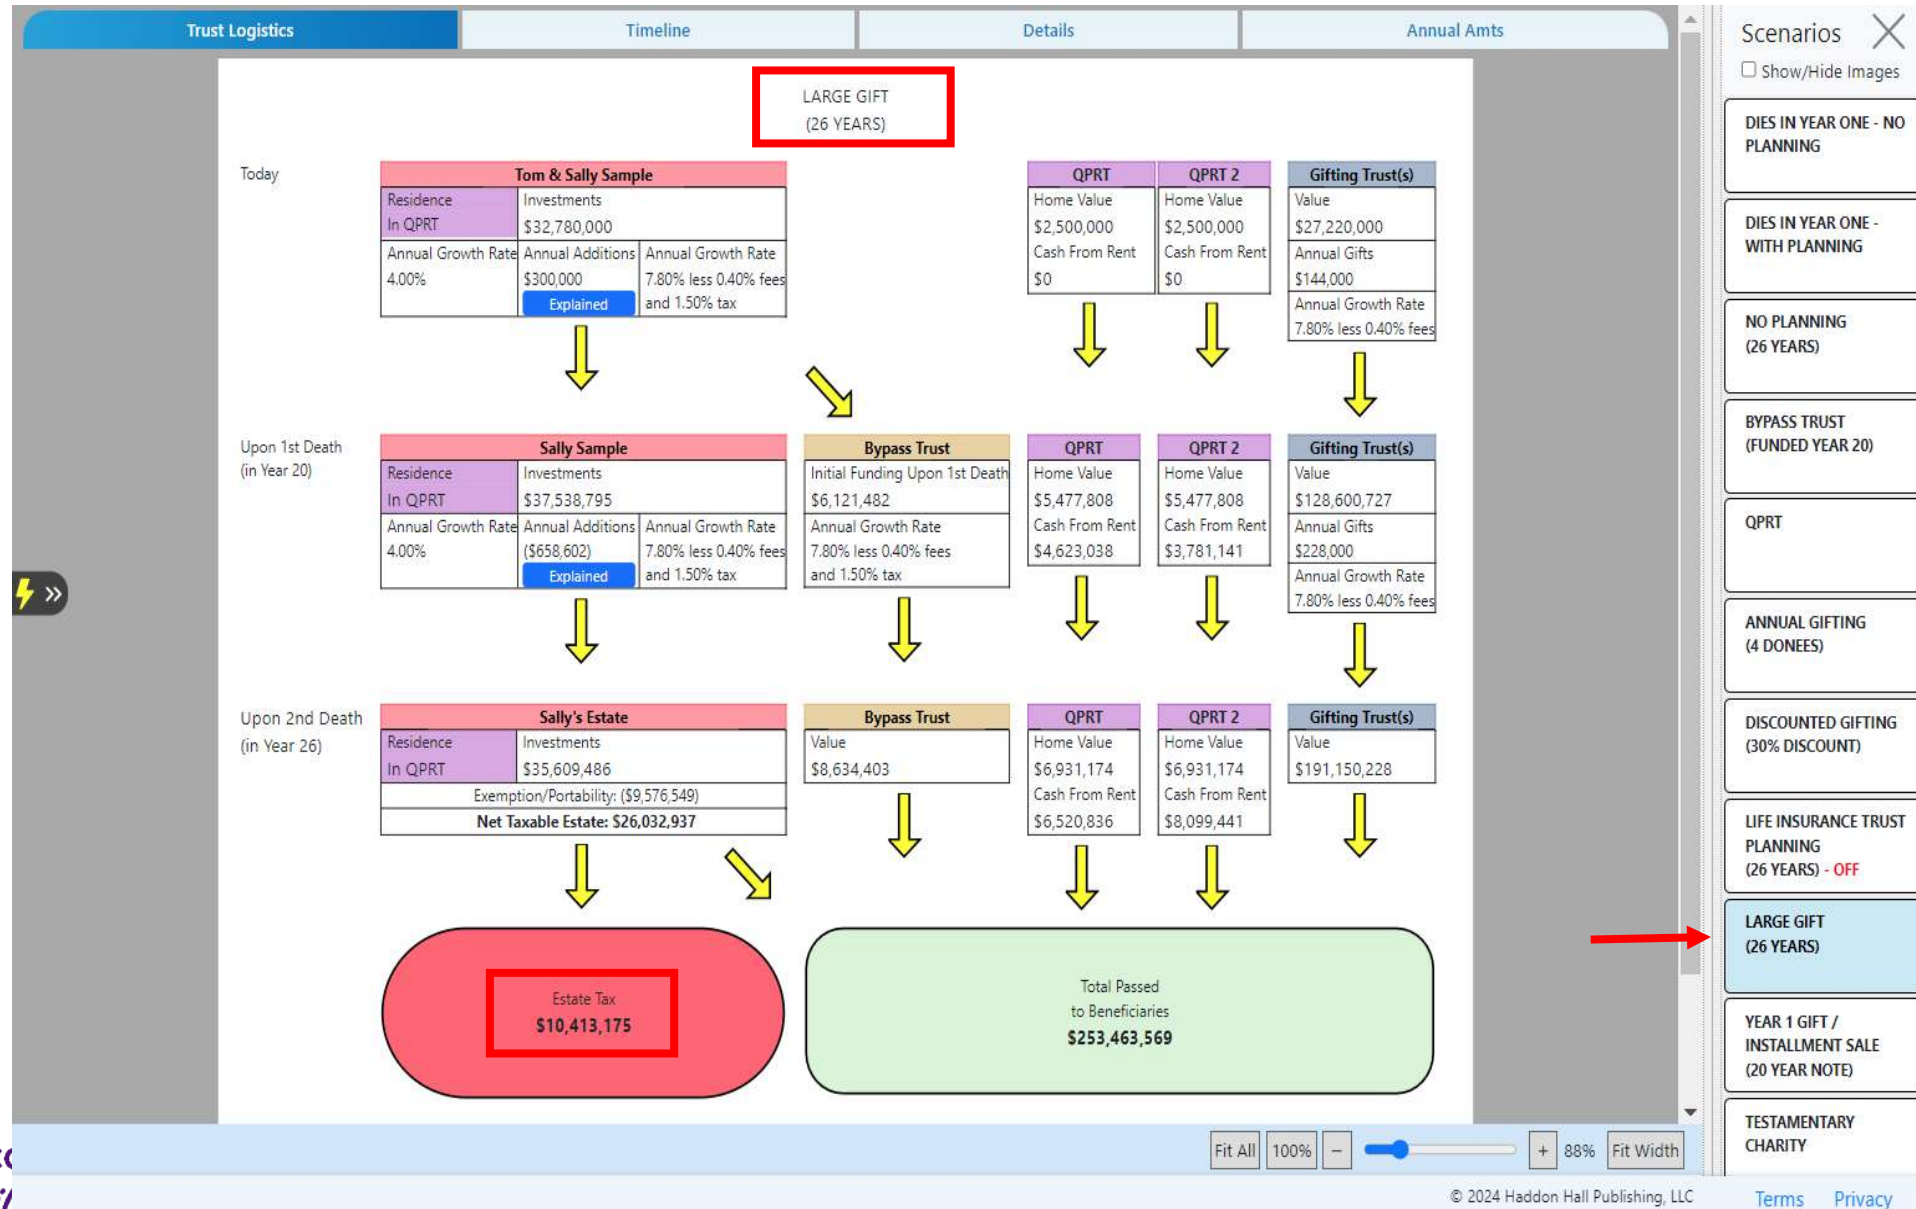 Trust Logistics
Timeline
Details
Annual Amts
LARGE GIFT
(26 YEARS)
Today
Tom & Sally Sample
Residence
In QPRT
Investments
$32,780,000
Annual Growth Rate
4.00%
Annual Additions
$300,000
Explained
Annual Growth Rate
7.80% less 0.40% fees
and 1.50% tax
QPRT
Home Value
$2,500,000
Cash From Rent
$0
QPRT 2
Home Value
$2,500,000
Cash From Rent
$0
Gifting Trust(s)
Value
$27,220,000
Annual Gifts
$144,000
Annual Growth Rate
7.80% less 0.40% fees
Upon 1st Death
(in Year 20)
Sally Sample
Residence
In QPRT
Investments
$37,538,795
Annual Growth Rate
4.00%
Annual Additions
($658,602)
Explained
Annual Growth Rate
7.80% less 0.40% fees
and 1.50% tax
Bypass Trust
Initial Funding Upon 1st Death
$6,121,482
Annual Growth Rate
7.80% less 0.40% fees
and 1.50% tax
QPRT
Home Value
$5,477,808
Cash From Rent
$4,623,038
QPRT 2
Home Value
$5,477,808
Cash From Rent
$3,781,141
Gifting Trust(s)
Value
$128,600,727
Annual Gifts
$228,000
Annual Growth Rate
7.80% less 0.40% fees
Upon 2nd Death
(in Year 26)
Sally's Estate
Residence
In QPRT
Investments
$35,609,486
Exemption/Portability: ($9,576,549)
Net Taxable Estate: $26,032,937
Bypass Trust
Value
$8,634,403
QPRT
Home Value
$6,931,174
Cash From Rent
$6,520,836
QPRT 2
Home Value
$6,931,174
Cash From Rent
$8,099,441
Gifting Trust(s)
Value
$191,150,228
Estate Tax
$10,413,175
Total Passed
to Beneficiaries
$253,463,569
Fit All
100%
−
+
88%
Fit Width
© 2024 Haddon Hall Publishing, LLC
Scenarios
Show/Hide Images
DIES IN YEAR ONE - NO
PLANNING
DIES IN YEAR ONE -
WITH PLANNING
NO PLANNING
(26 YEARS)
BYPASS TRUST
(FUNDED YEAR 20)
QPRT
ANNUAL GIFTING
(4 DONEES)
DISCOUNTED GIFTING
(30% DISCOUNT)
LIFE INSURANCE TRUST
PLANNING
(26 YEARS) - OFF
LARGE GIFT
(26 YEARS)
YEAR 1 GIFT /
INSTALLMENT SALE
(20 YEAR NOTE)
TESTAMENTARY
CHARITY
Terms
Privacy